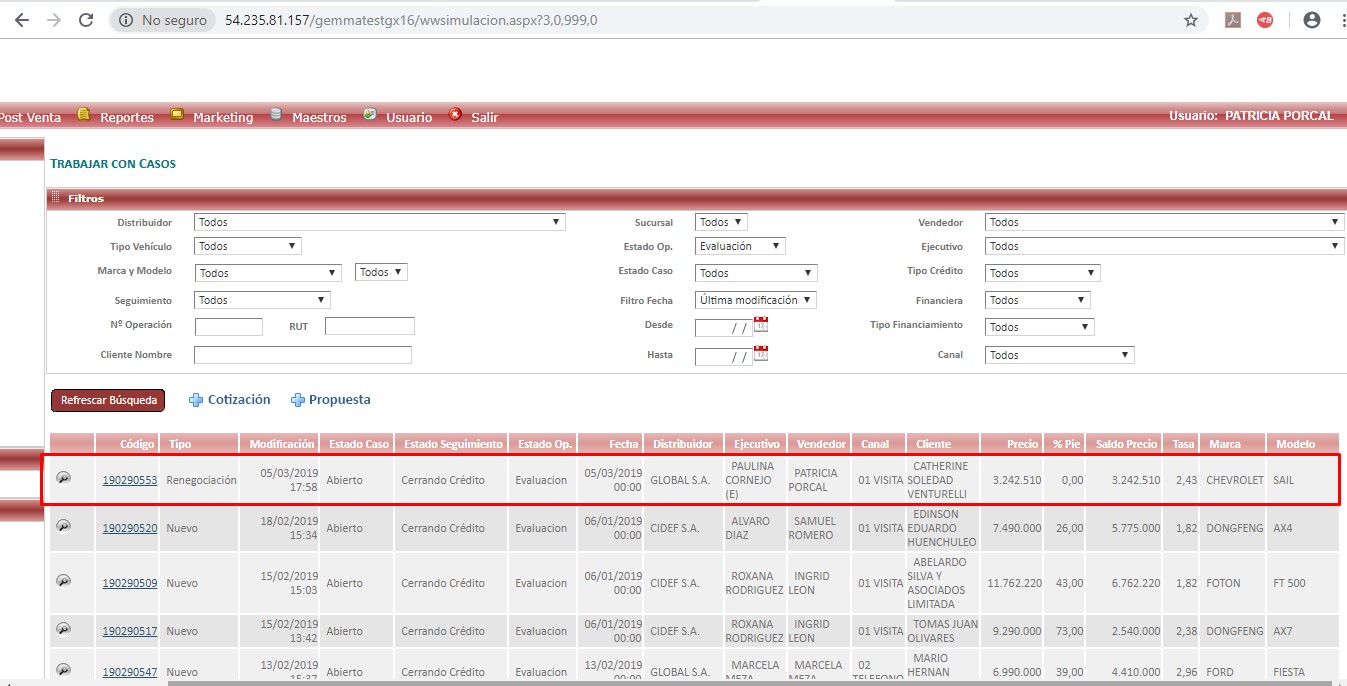 No seguro 54.235.81.157/gemmatestgx16/wwsimulacion.aspx?3,0,999,0
Post Venta Reportes Marketing Maestros Usuario Salir Usuario: PATRICIA PORCAL
TRABAJAR CON CASOS
Filtros
Distribuidor Todos Sucursal Todos Vendedor Todos
Tipo Vehículo Todos Estado Op. Evaluación Ejecutivo Todos
Marca y Modelo Todos Todos Estado Caso Todos Tipo Crédito Todos
Seguimiento Todos Filtro Fecha Última modificación Financiera Todos
Nº Operación RUT Desde / / Tipo Financiamiento Todos
Cliente Nombre Hasta / / Canal Todos
Refrescar Búsqueda Cotización Propuesta
Código Tipo Modificación Estado Caso Estado Seguimiento Estado Op. Fecha Distribuidor Ejecutivo Vendedor Canal Cliente Precio % Pie Saldo Precio Tasa Marca Modelo
190290553 Renegociación 05/03/2019 17:58 Abierto Cerrando Crédito Evaluacion 05/03/2019 00:00 GLOBAL S.A. PAULINA CORNEJO (E) PATRICIA PORCAL 01 VISITA CATHERINE SOLEDAD VENTURELLI 3.242.510 0,00 3.242.510 2,43 CHEVROLET SAIL
190290520 Nuevo 18/02/2019 15:34 Abierto Cerrando Crédito Evaluacion 06/01/2019 00:00 CIDEF S.A. ALVARO DIAZ SAMUEL ROMERO 01 VISITA EDINSON EDUARDO HUENCHULEO 7.490.000 26,00 5.775.000 1,82 DONGFENG AX4
190290509 Nuevo 15/02/2019 15:03 Abierto Cerrando Crédito Evaluacion 06/01/2019 00:00 CIDEF S.A. ROXANA RODRIGUEZ INGRID LEON 01 VISITA ABELARDO SILVA Y ASOCIADOS LIMITADA 11.762.220 43,00 6.762.220 1,82 FOTON FT 500
190290517 Nuevo 15/02/2019 13:42 Abierto Cerrando Crédito Evaluacion 06/01/2019 00:00 CIDEF S.A. ROXANA RODRIGUEZ INGRID LEON 01 VISITA TOMAS JUAN OLIVARES 9.290.000 73,00 2.540.000 2,38 DONGFENG AX7
190290547 Nuevo 13/02/2019 15:37 Abierto Cerrando Crédito Evaluacion 13/02/2019 00:00 GLOBAL S.A. MARCELA MEZA MARCELA MEZA 02 TELEFONO MARIO HERNAN 6.990.000 39,00 4.410.000 2,96 FORD FIESTA